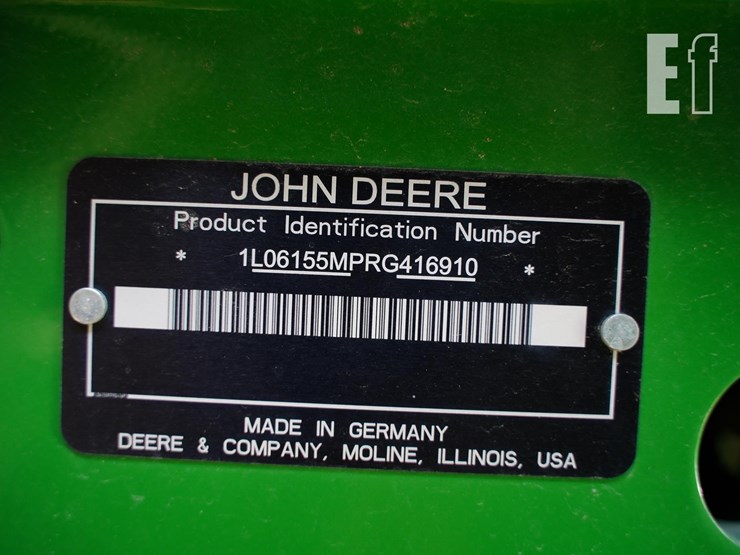 Ef
JOHN DEERE
Product Identification Number
* 1L06155MPRG416910 *
MADE IN GERMANY
DEERE & COMPANY, MOLINE, ILLINOIS, USA